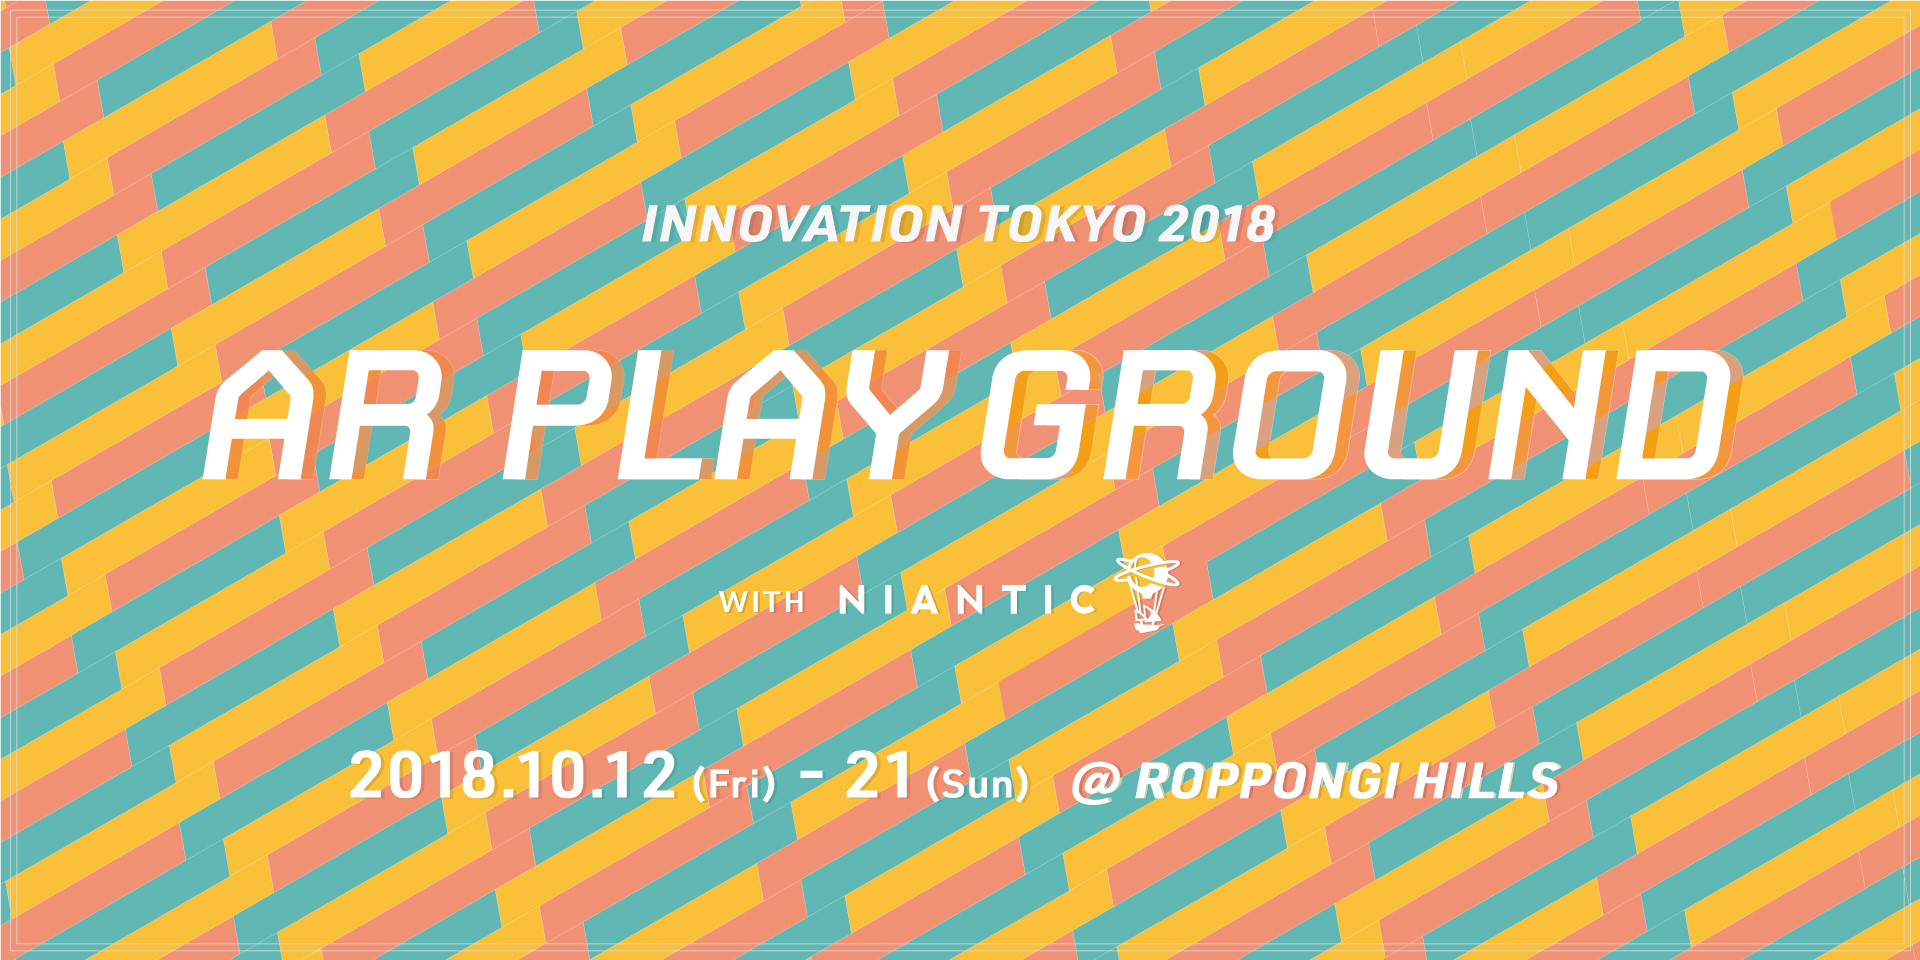 INNOVATION TOKYO 2018
AR PLAY GROUND
WITH NIANTIC
2018.10.12 (Fri) - 21 (Sun) @ ROPPONGI HILLS